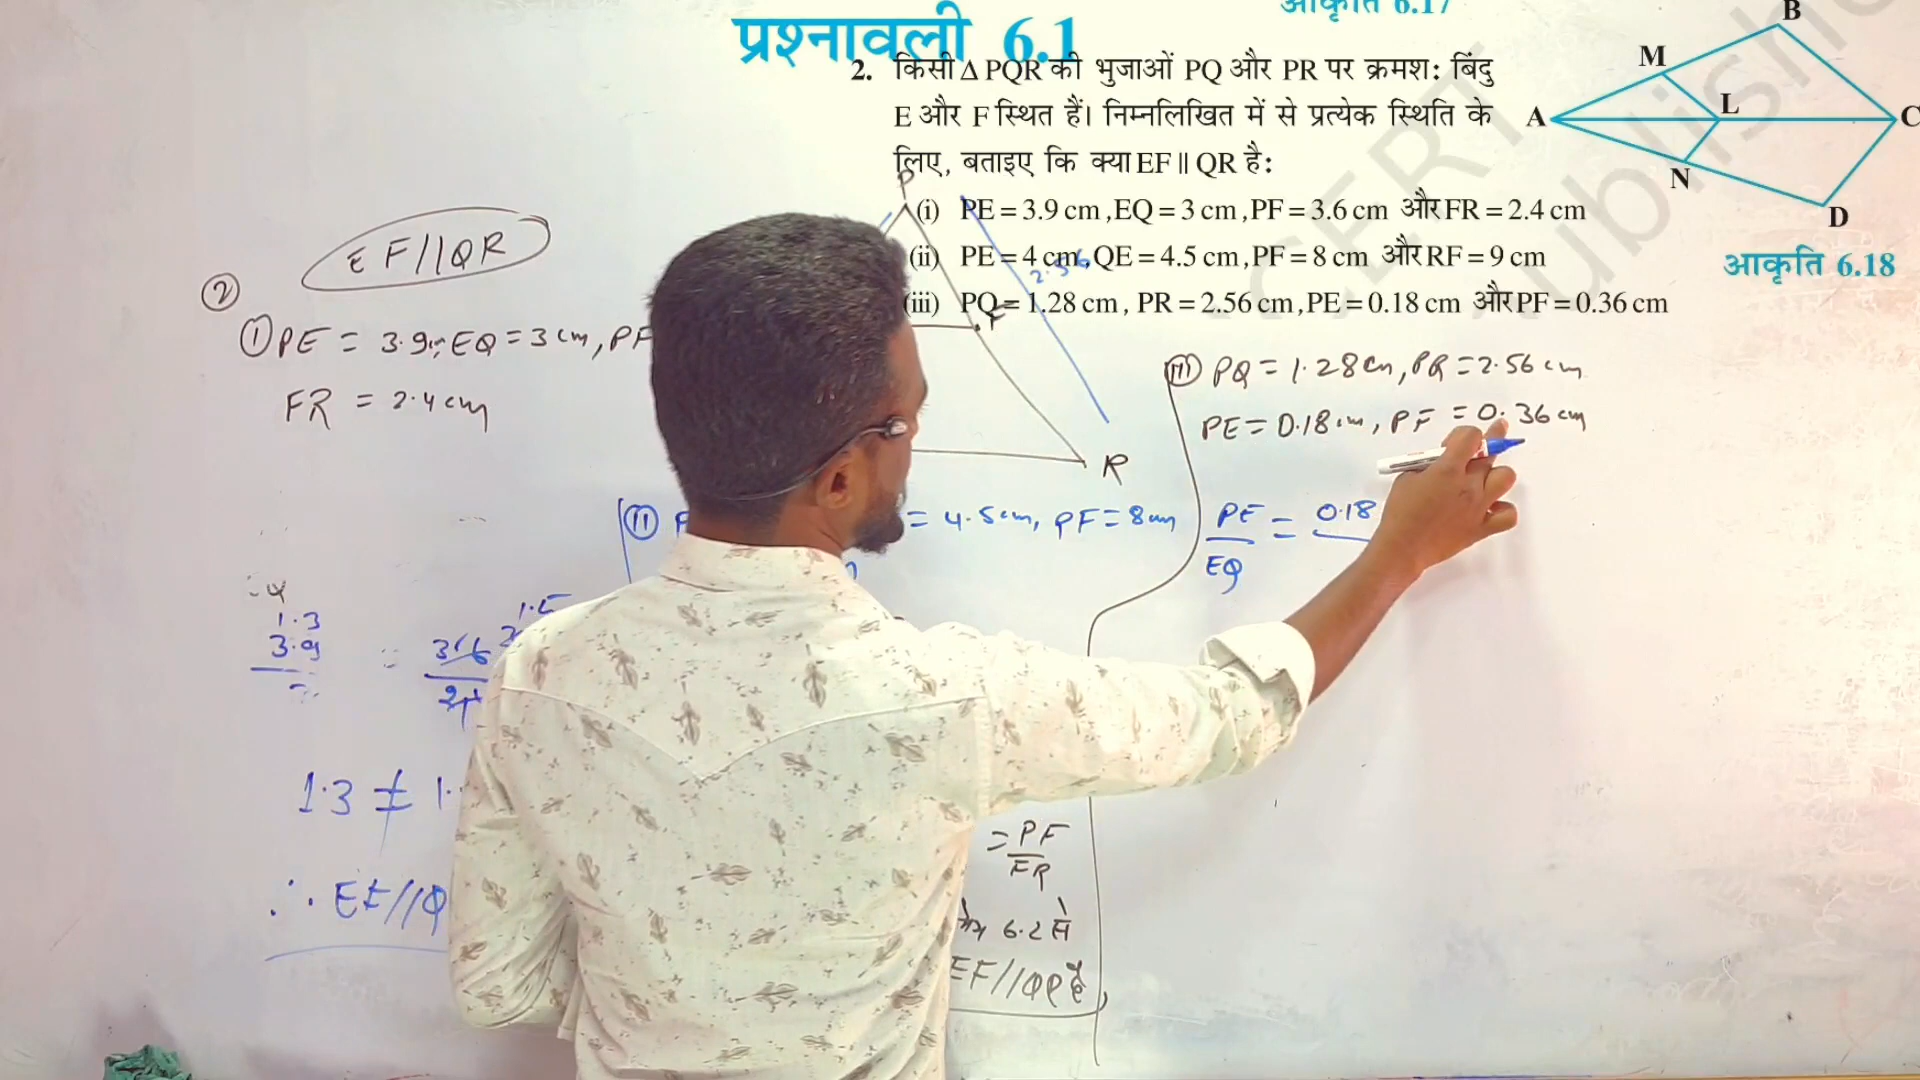 प्रश्नावली 6.1
आकृति 6.17
2. किसी Δ PQR की भुजाओं PQ और PR पर क्रमश: बिंदु
E और F स्थित हैं। निम्नलिखित में से प्रत्येक स्थिति के
लिए, बताइए कि क्या EF || QR है:
(i) PE = 3.9 cm ,EQ = 3 cm ,PF = 3.6 cm और FR = 2.4 cm
(ii) PE = 4 cm ,QE = 4.5 cm ,PF = 8 cm और RF = 9 cm
(iii) PQ = 1.28 cm , PR = 2.56 cm , PE = 0.18 cm और PF = 0.36 cm
B
M
A
L
C
N
D
आकृति 6.18
EF//QR
②
① PE = 3.9 EQ = 3 cm, PF
FR = 2.4 cm
1.3
3.9
1.3 ≠ 1.
∴ EF//Q
P
2.56
F
R
(II) = 4.5 cm, PF = 8 cm
= PF
FR
6.2 से
EF//QR है
(III) PQ = 1.28 cm, PR = 2.56 cm
PE = 0.18 cm, PF = 0.36 cm
PE = 0.18
EQ